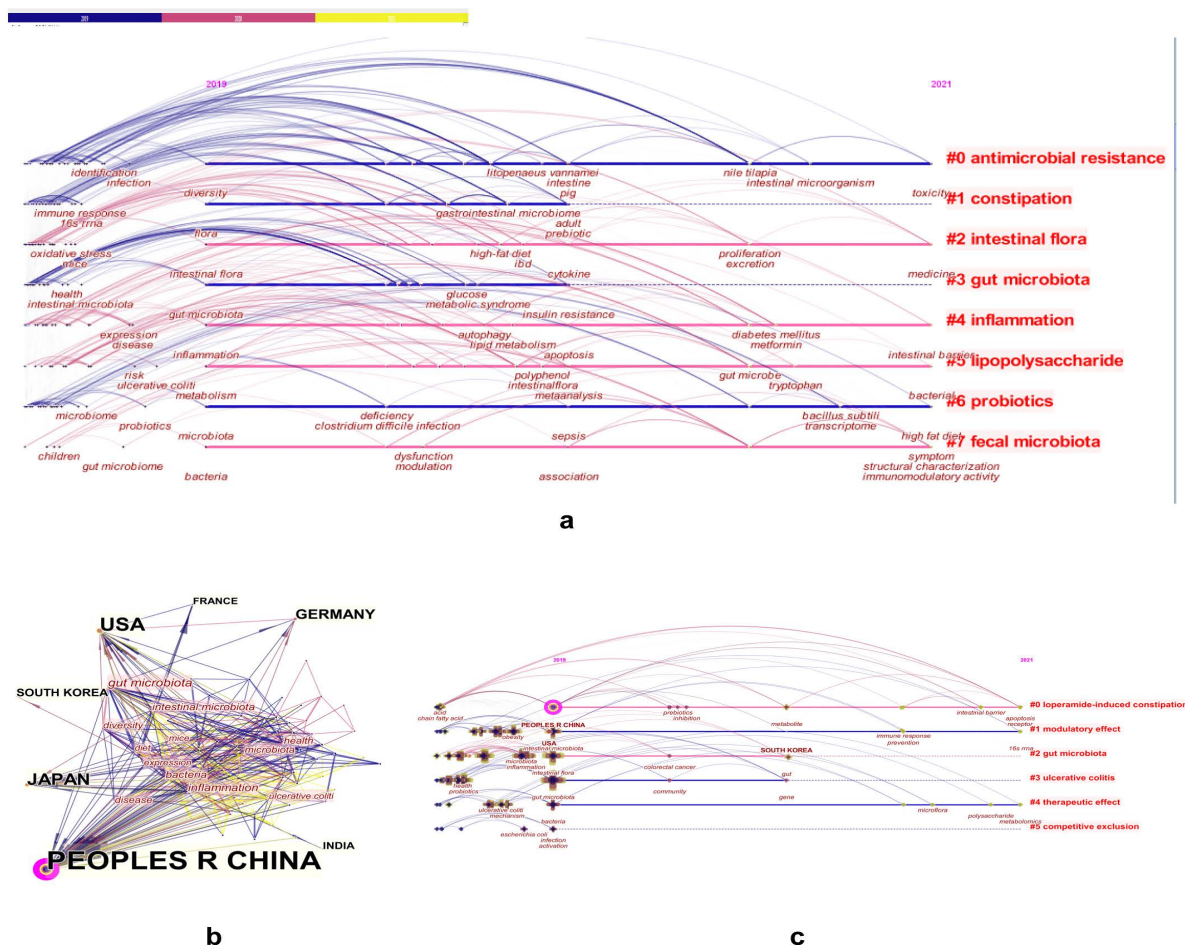 2019 2020 2021
2019 2021
#0 antimicrobial resistance
identification litopenaeus vannamei nile tilapia
infection intestine intestinal microorganism
diversity pig toxicity
#1 constipation
immune response gastrointestinal microbiome
16s rrna adult
flora prebiotic
#2 intestinal flora
oxidative stress high-fat diet proliferation
mice ibd excretion
intestinal flora cytokine medicine
#3 gut microbiota
health glucose
intestinal microbiota metabolic syndrome
gut microbiota insulin resistance
#4 inflammation
expression autophagy diabetes mellitus
disease lipid metabolism metformin
inflammation apoptosis intestinal barrier
#5 lipopolysaccharide
risk polyphenol gut microbe
ulcerative coliti intestinalflora tryptophan
metabolism metaanalysis bacterial
#6 probiotics
microbiome deficiency bacillus subtili
probiotics clostridium difficile infection transcriptome
microbiota sepsis high fat diet
#7 fecal microbiota
children dysfunction symptom
gut microbiome modulation structural characterization
bacteria association immunomodulatory activity
a
FRANCE
USA GERMANY
gut microbiota
SOUTH KOREA
intestinal microbiota
diversity
mice health
diet microbiota
expression
JAPAN bacteria
inflammation
disease ulcerative coliti
INDIA
PEOPLES R CHINA
b
2019 2021
#0 loperamide-induced constipation
acid probiotics intestinal barrier apoptosis
chain fatty acid inhibition receptor
PEOPLES R CHINA metabolite
#1 modulatory effect
obesity immune response
USA prevention
intestinal microbiota SOUTH KOREA 16s rrna
#2 gut microbiota
microbiota colorectal cancer
inflammation
intestinal flora gut
#3 ulcerative colitis
health community
probiotics
gut microbiota gene
#4 therapeutic effect
ulcerative coliti microflora
mechanism polysaccharide
bacteria metabolomics
#5 competitive exclusion
escherichia coli infection
activation
c